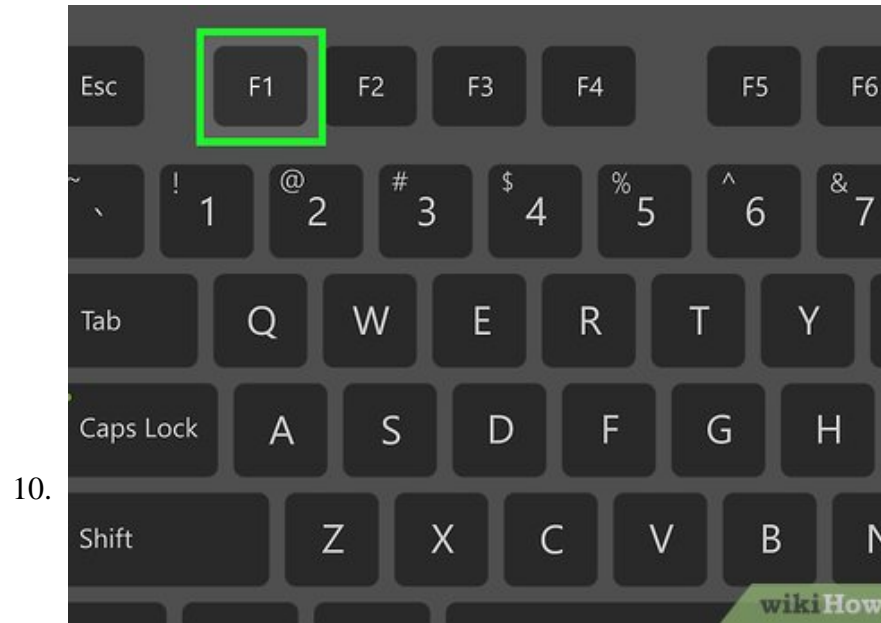 Esc F1 F2 F3 F4 F5 F6
~ ` ! 1 @ 2 # 3 $ 4 % 5 ^ 6 & 7
Tab Q W E R T Y
Caps Lock A S D F G H
10.
Shift Z X C V B N
wikiHow